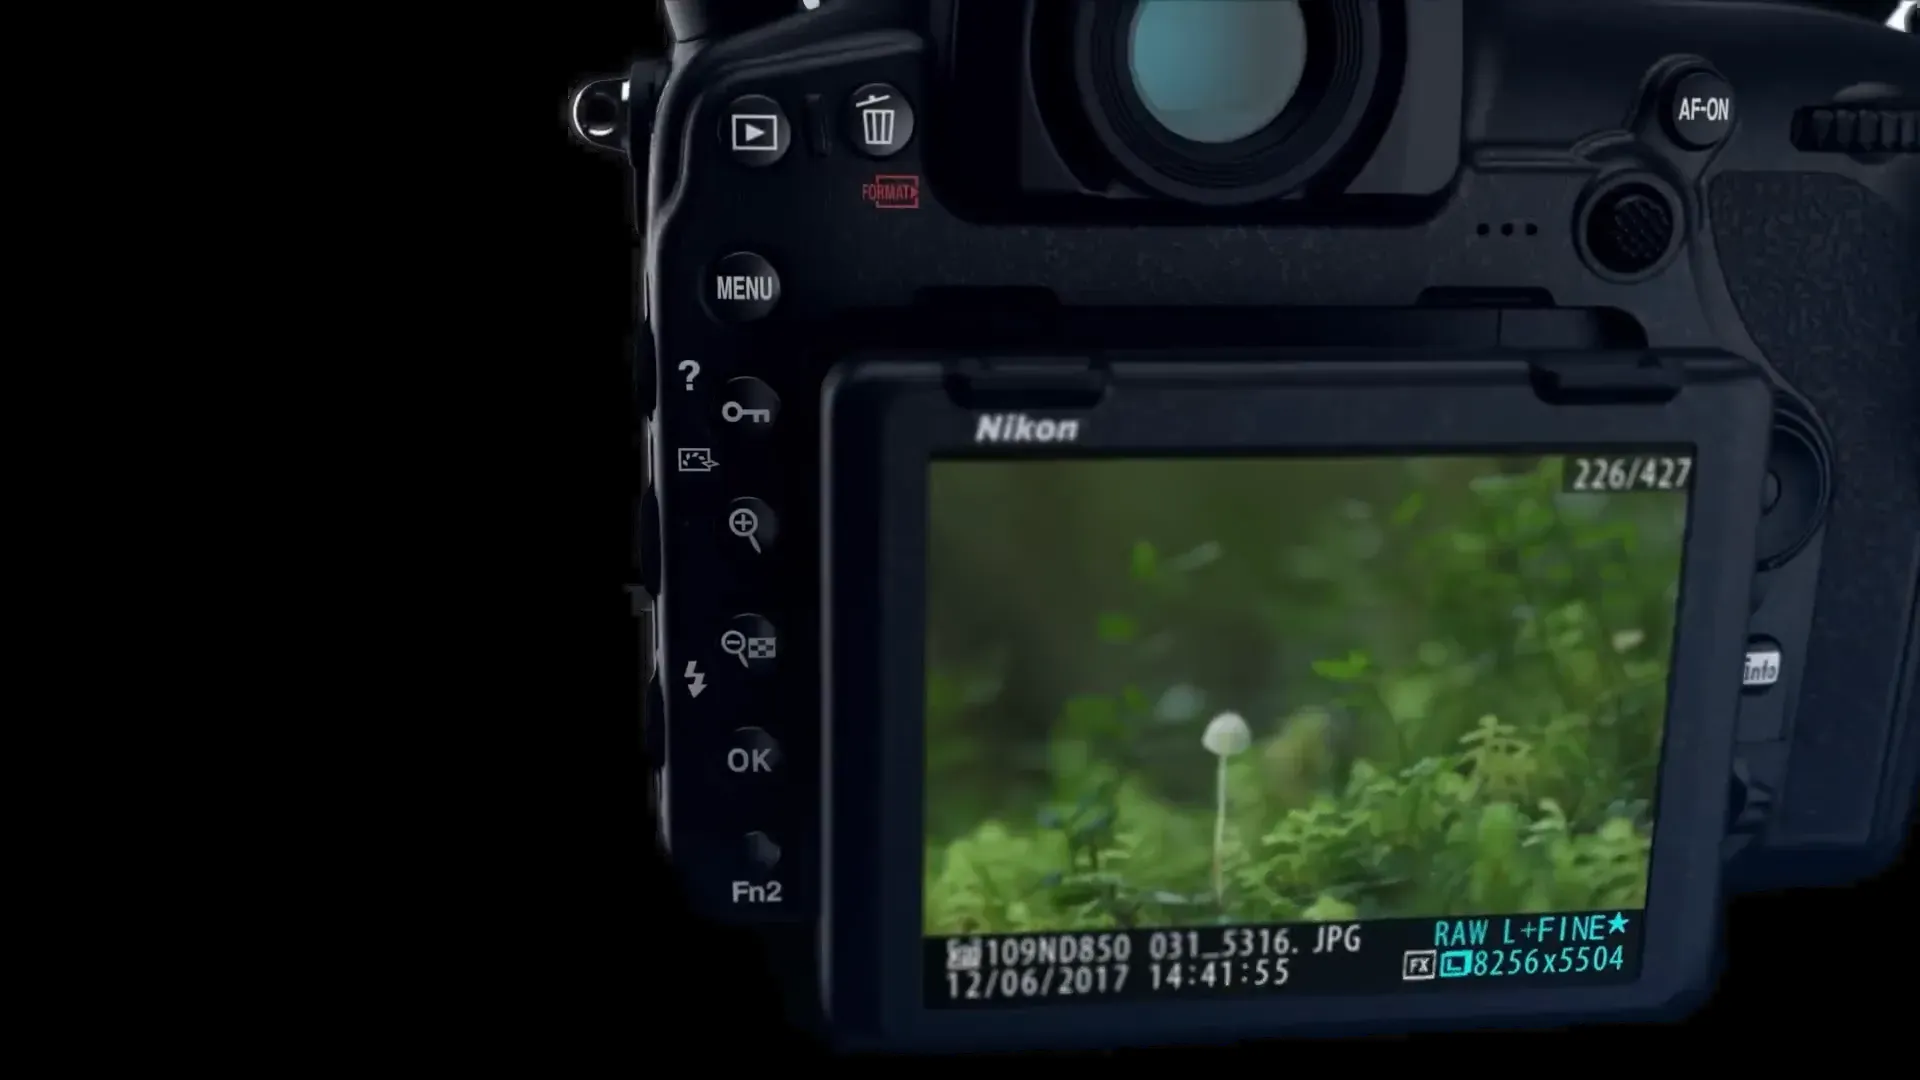 AF-ON
FORMAT
MENU
?
Nikon
226/427
info
OK
Fn2
109ND850 031_5316. JPG
RAW L+FINE★
12/06/2017 14:41:55
FX L 8256x5504